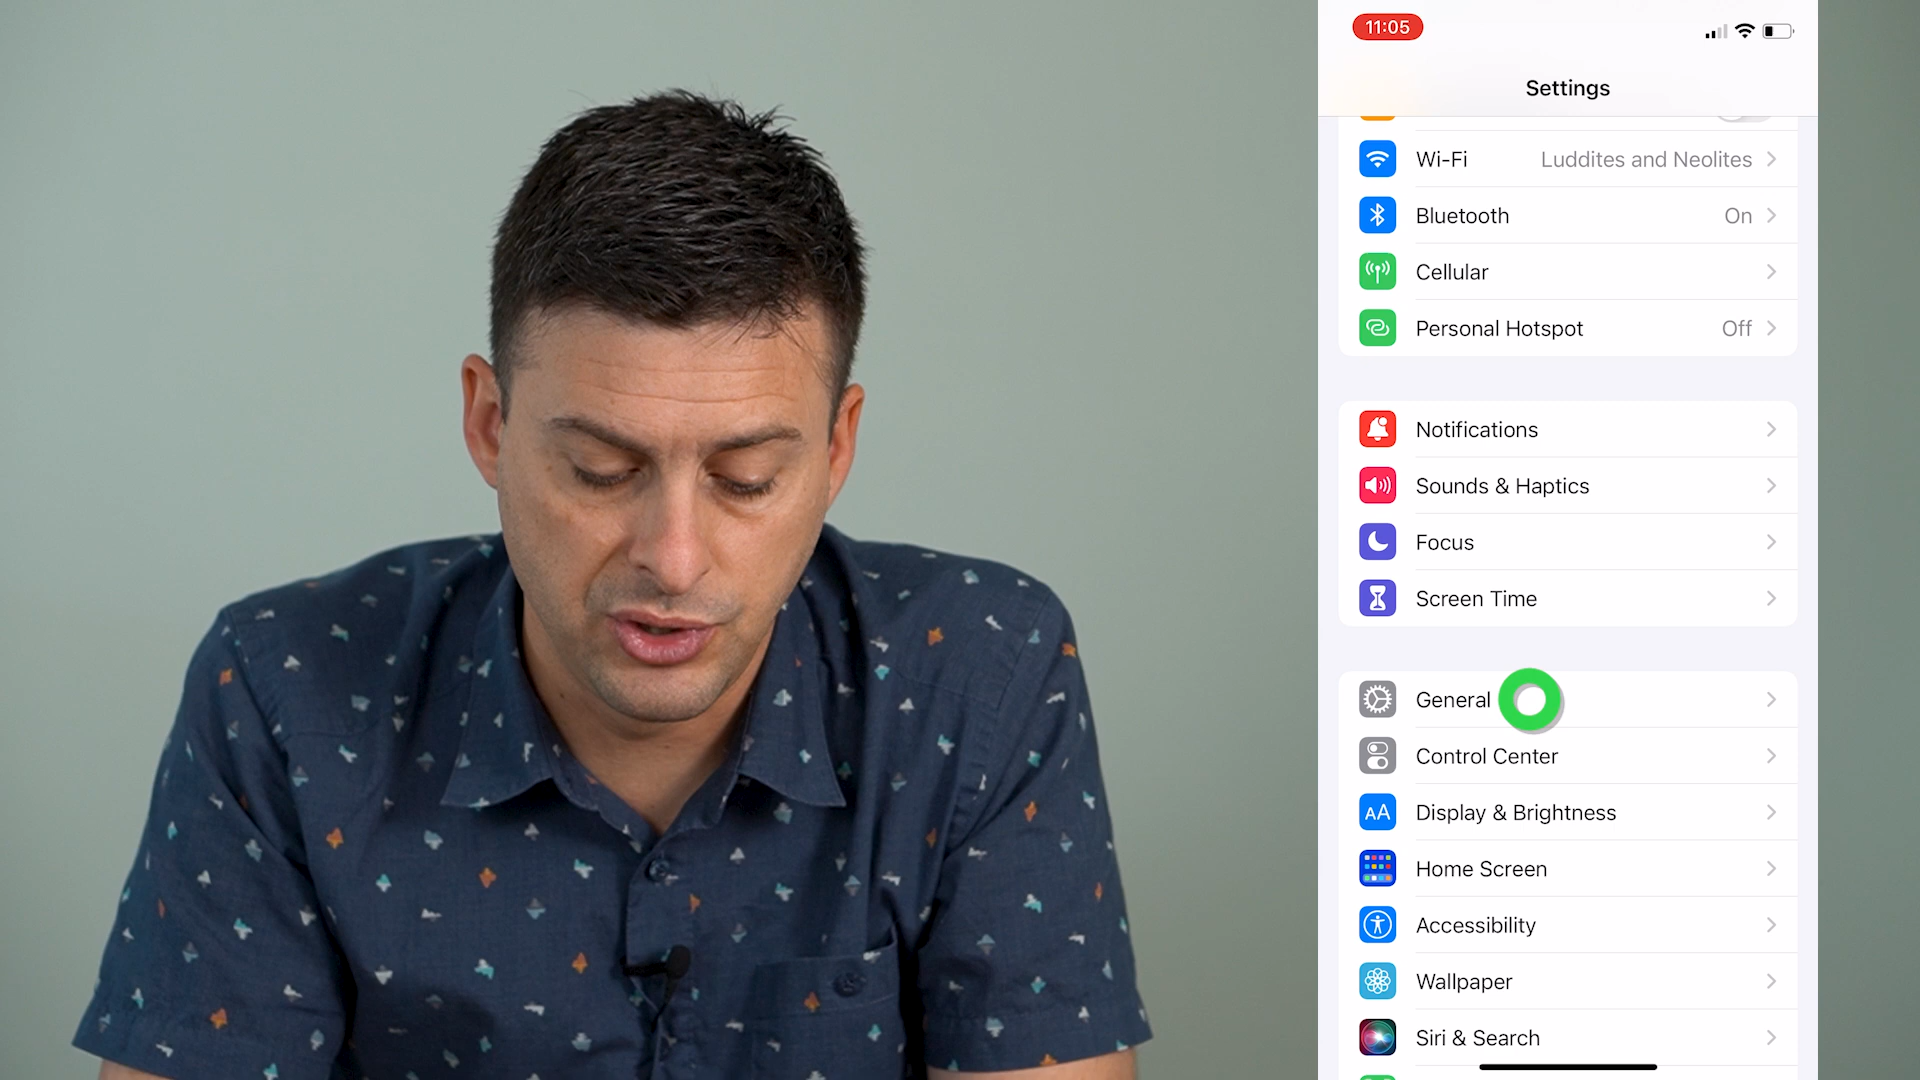 11:05
Settings
Wi-Fi Luddites and Neolites
Bluetooth On
Cellular
Personal Hotspot Off
Notifications
Sounds & Haptics
Focus
Screen Time
General
Control Center
AA Display & Brightness
Home Screen
Accessibility
Wallpaper
Siri & Search